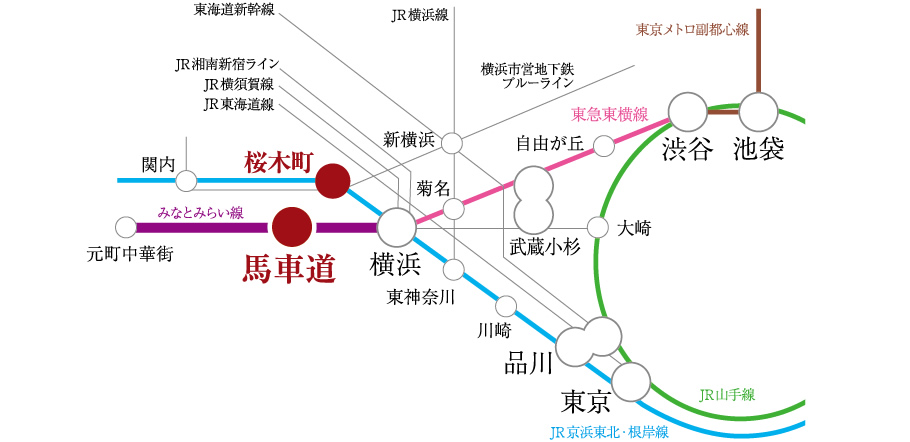 東海道新幹線
JR横浜線
東京メトロ副都心線
JR湘南新宿ライン
JR横須賀線
JR東海道線
横浜市営地下鉄
ブルーライン
東急東横線
新横浜
自由が丘
渋谷
池袋
関内
桜木町
菊名
みなとみらい線
元町中華街
馬車道
横浜
武蔵小杉
大崎
東神奈川
川崎
品川
東京
JR山手線
JR京浜東北・根岸線